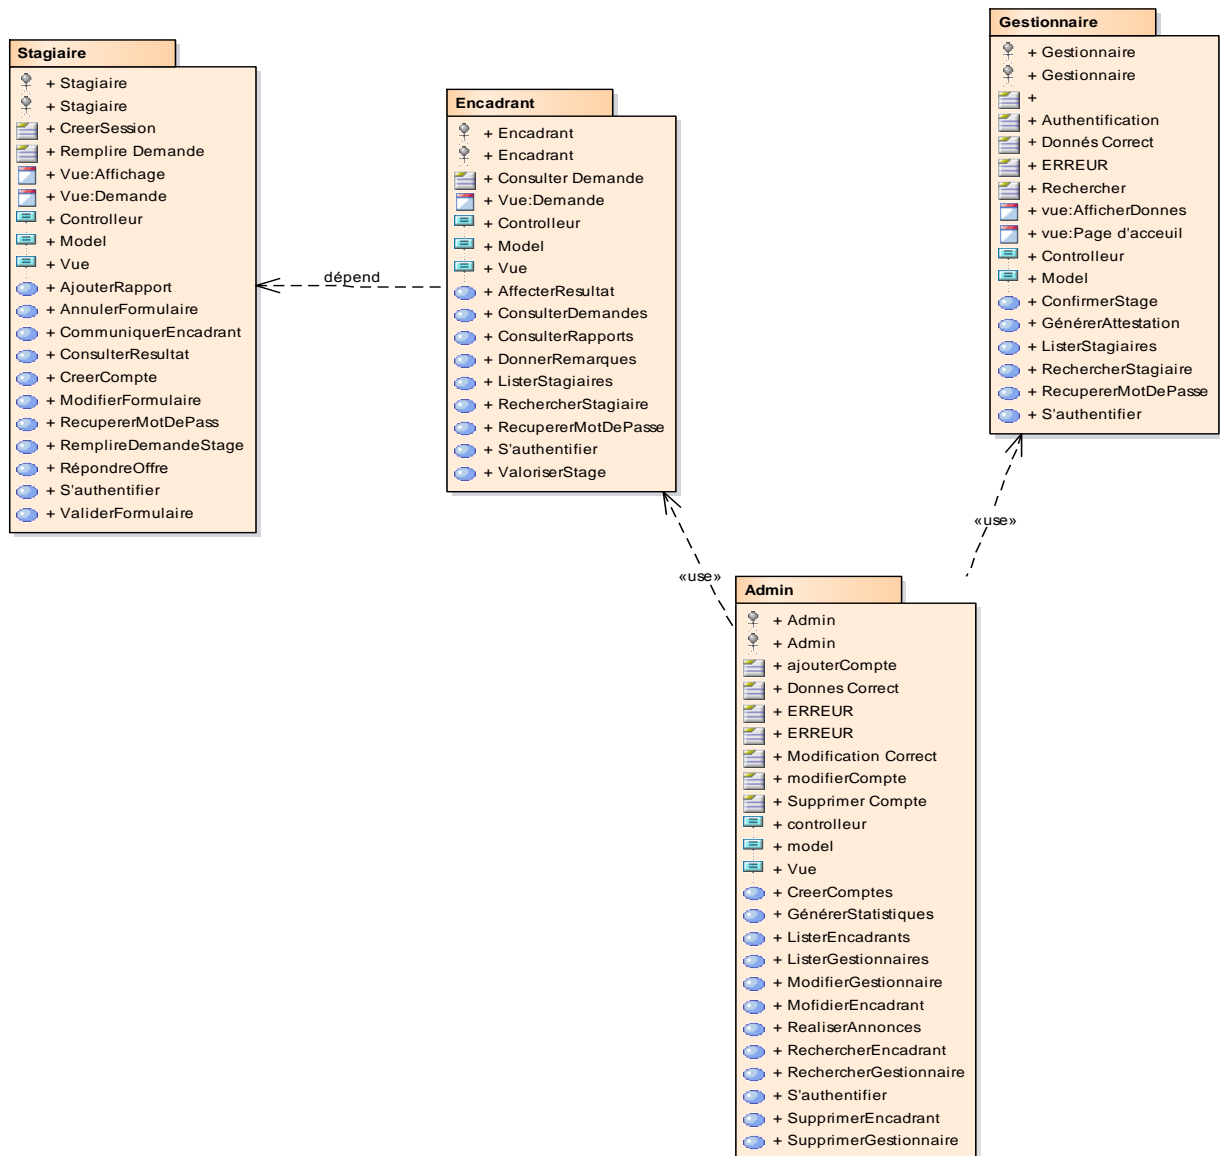 Stagiaire
+ Stagiaire
+ Stagiaire
+ CreerSession
+ Remplire Demande
+ Vue:Affichage
+ Vue:Demande
+ Controlleur
+ Model
+ Vue
+ AjouterRapport
+ AnnulerFormulaire
+ CommuniquerEncadrant
+ ConsulterResultat
+ CreerCompte
+ ModifierFormulaire
+ RecupererMotDePass
+ RemplireDemandeStage
+ RépondreOffre
+ S'authentifier
+ ValiderFormulaire
dépend
Encadrant
+ Encadrant
+ Encadrant
+ Consulter Demande
+ Vue:Demande
+ Controlleur
+ Model
+ Vue
+ AffecterResultat
+ ConsulterDemandes
+ ConsulterRapports
+ DonnerRemarques
+ ListerStagiaires
+ RechercherStagiaire
+ RecupererMotDePasse
+ S'authentifier
+ ValoriserStage
Gestionnaire
+ Gestionnaire
+ Gestionnaire
+
+ Authentification
+ Donnés Correct
+ ERREUR
+ Rechercher
+ vue:AfficherDonnes
+ vue:Page d'acceuil
+ Controlleur
+ Model
+ ConfirmerStage
+ GénérerAttestation
+ ListerStagiaires
+ RechercherStagiaire
+ RecupererMotDePasse
+ S'authentifier
«use»
«use»
Admin
+ Admin
+ Admin
+ ajouterCompte
+ Donnes Correct
+ ERREUR
+ ERREUR
+ Modification Correct
+ modifierCompte
+ Supprimer Compte
+ controlleur
+ model
+ Vue
+ CreerComptes
+ GénérerStatistiques
+ ListerEncadrants
+ ListerGestionnaires
+ ModifierGestionnaire
+ MofidierEncadrant
+ RealiserAnnonces
+ RechercherEncadrant
+ RechercherGestionnaire
+ S'authentifier
+ SupprimerEncadrant
+ SupprimerGestionnaire